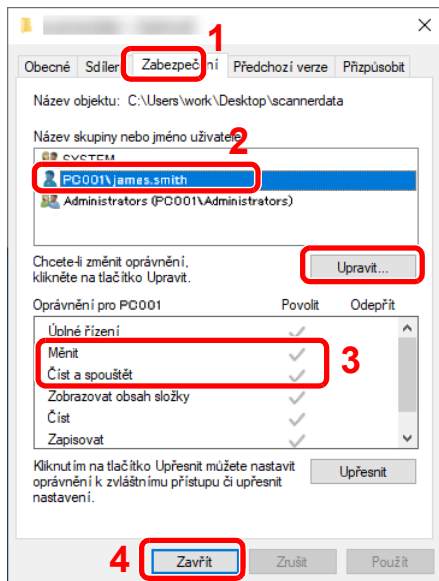 1
Obecné Zabezpečení Předchozí verze Přizpůsobit
Název objektu: C:\Users\work\Desktop\scannerdata
Název skupiny nebo jméno uživatele
2
SYSTEM
PC001\james.smith
Administrators (PC001\Administrators)
Chcete-li změnit oprávnění,
klikněte na tlačítko Upravit.
Upravit...
Oprávnění pro PC001 Povolit Odepřít
Úplné řízení
Měnit
Číst a spouštět
3
Zobrazovat obsah složky
Číst
Zapisovat
Kliknutím na tlačítko Upřesnit můžete nastavit
oprávnění k zvláštnímu přístupu či upřesnit
nastavení.
Upřesnit
4
Zavřít Zrušit Použít